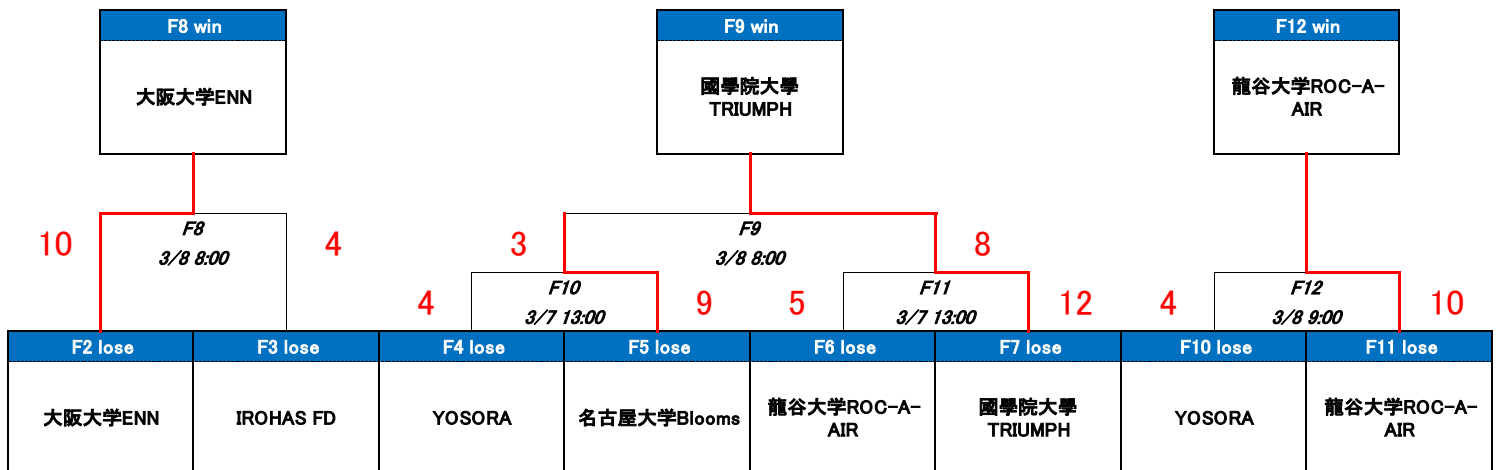 F8 win
F9 win
F12 win
大阪大学ENN
國學院大學
TRIUMPH
龍谷大学ROC-A-
AIR
F8
3/8 8:00
10
4
F9
3/8 8:00
3
8
F10
3/7 13:00
4
9
F11
3/7 13:00
5
12
F12
3/8 9:00
4
10
F2 lose
F3 lose
F4 lose
F5 lose
F6 lose
F7 lose
F10 lose
F11 lose
大阪大学ENN
IROHAS FD
YOSORA
名古屋大学Blooms
龍谷大学ROC-A-
AIR
國學院大學
TRIUMPH
YOSORA
龍谷大学ROC-A-
AIR